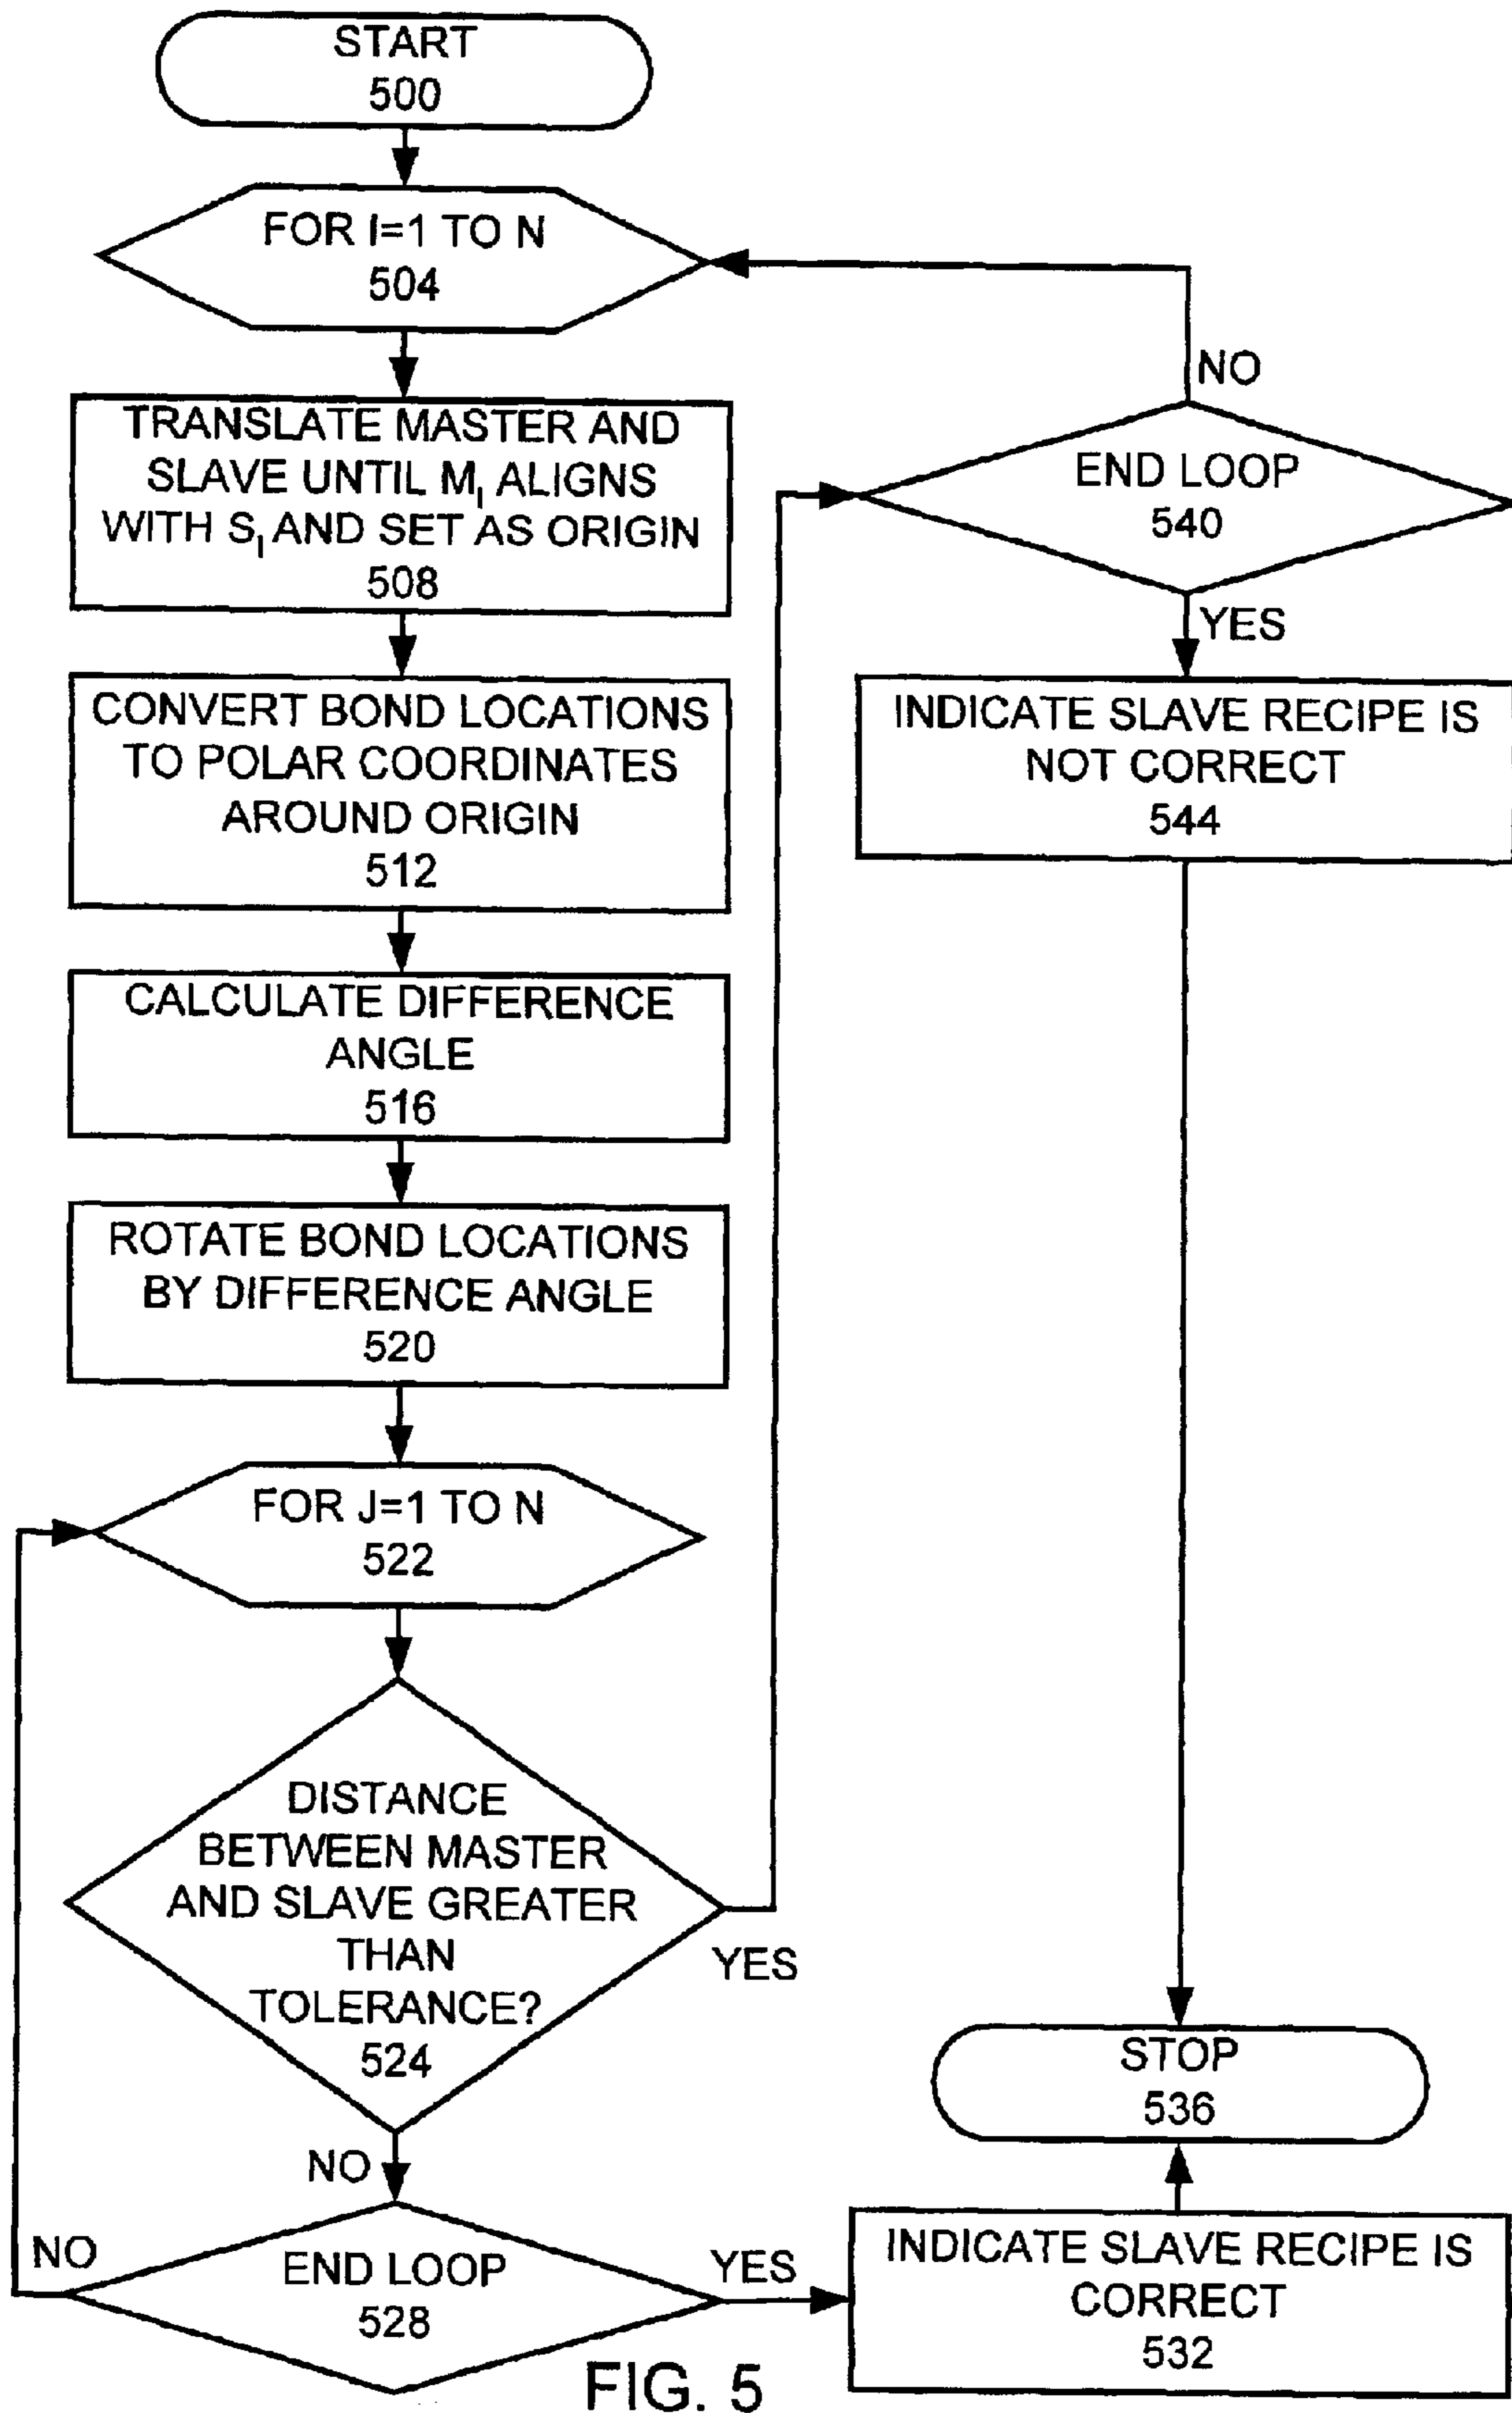 START
500
FOR I=1 TO N
504
TRANSLATE MASTER AND
SLAVE UNTIL MI ALIGNS
WITH SI AND SET AS ORIGIN
508
CONVERT BOND LOCATIONS
TO POLAR COORDINATES
AROUND ORIGIN
512
CALCULATE DIFFERENCE
ANGLE
516
ROTATE BOND LOCATIONS
BY DIFFERENCE ANGLE
520
FOR J=1 TO N
522
DISTANCE
BETWEEN MASTER
AND SLAVE GREATER
THAN
TOLERANCE?
524
YES
NO
END LOOP
528
NO
YES
INDICATE SLAVE RECIPE IS
CORRECT
532
STOP
536
NO
END LOOP
540
YES
INDICATE SLAVE RECIPE IS
NOT CORRECT
544
FIG. 5